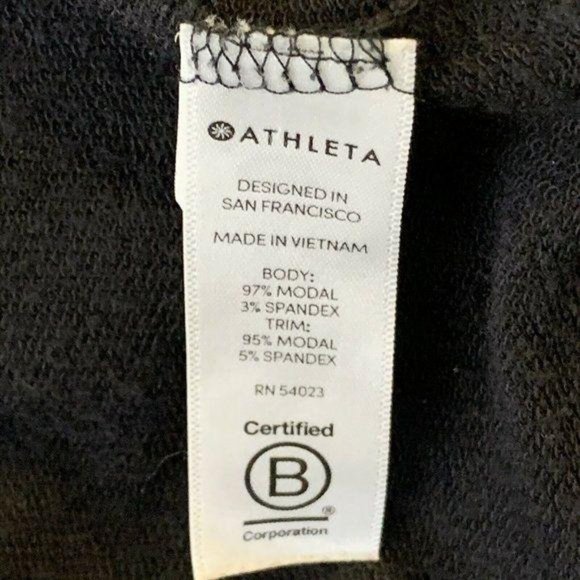 ATHLETA
DESIGNED IN
SAN FRANCISCO
MADE IN VIETNAM
BODY:
97% MODAL
3% SPANDEX
TRIM:
95% MODAL
5% SPANDEX
RN 54023
Certified
B
®
Corporation